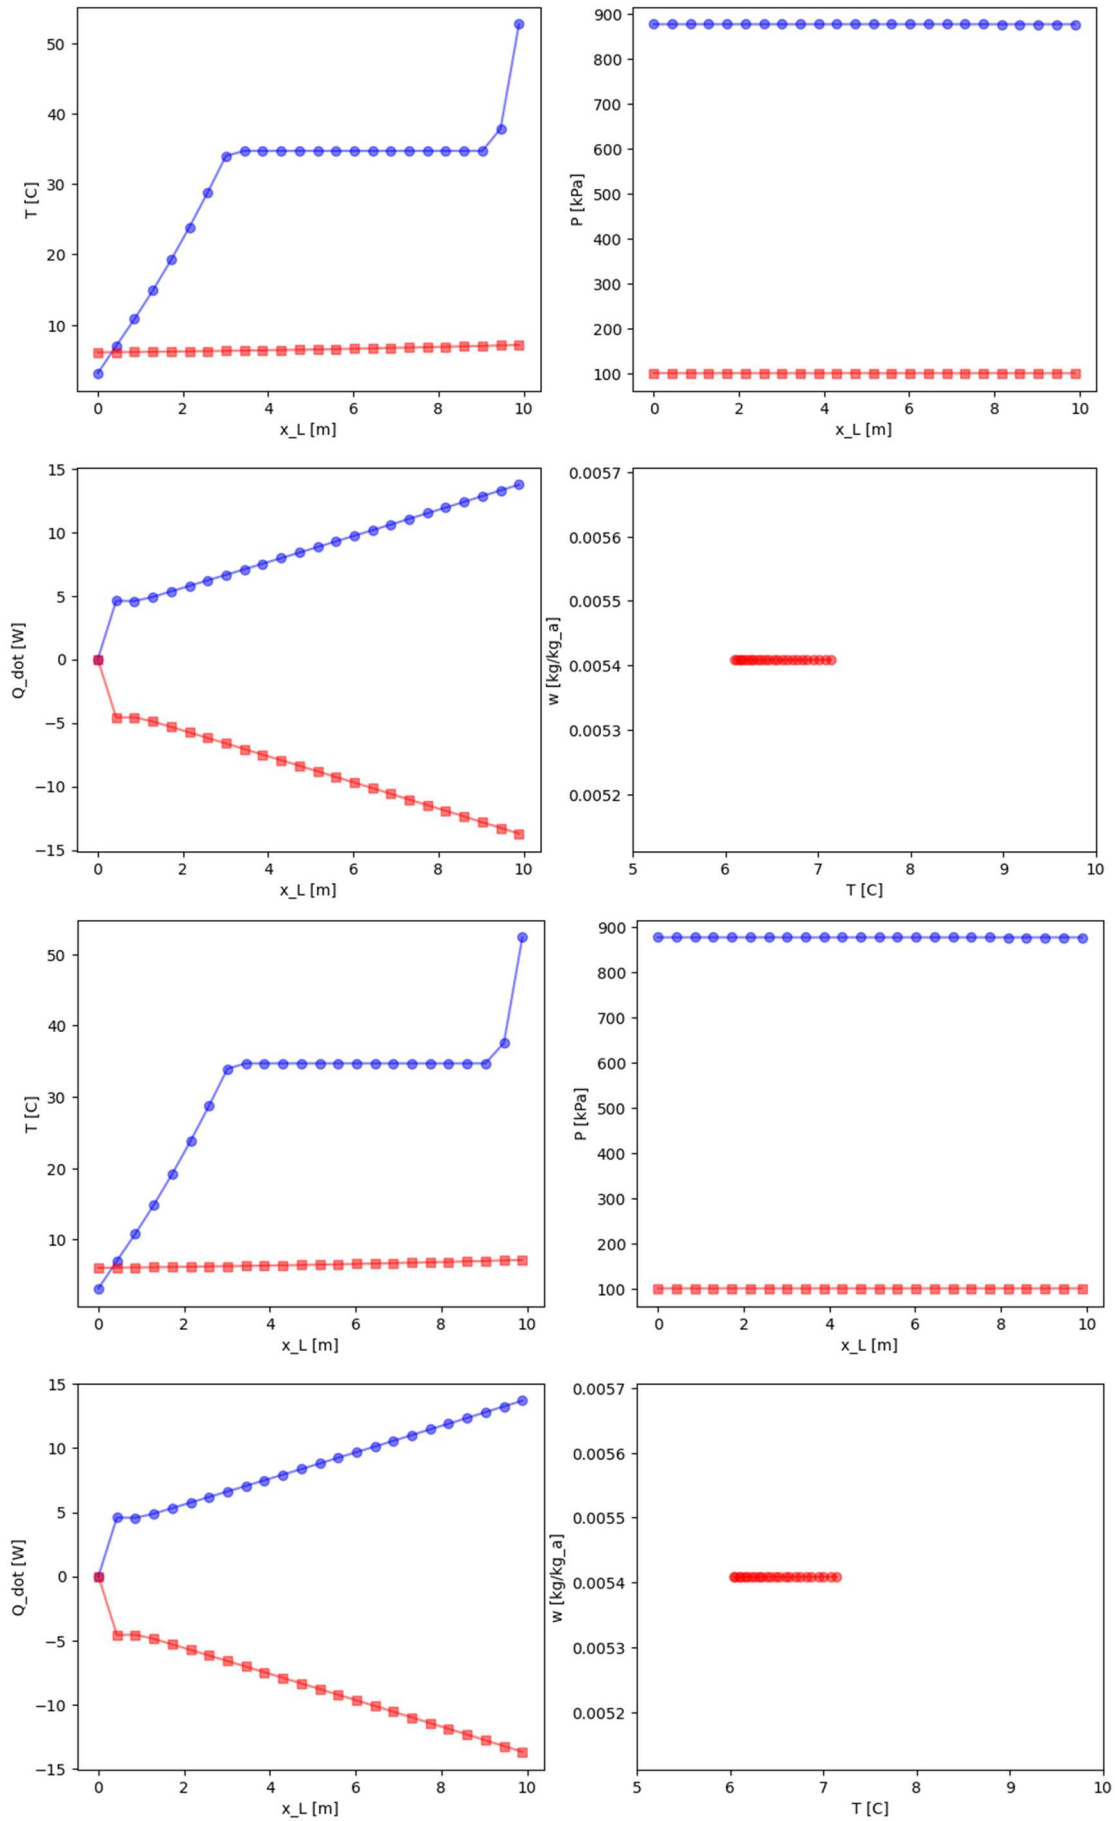 50
40
30
20
10
T [C]
0 2 4 6 8 10
x_L [m]
900
800
700
600
500
400
300
200
100
P [kPa]
0 2 4 6 8 10
x_L [m]
15
10
5
0
−5
−10
−15
Q_dot [W]
0 2 4 6 8 10
x_L [m]
0.0057
0.0056
0.0055
0.0054
0.0053
0.0052
w [kg/kg_a]
5 6 7 8 9 10
T [C]
50
40
30
20
10
T [C]
0 2 4 6 8 10
x_L [m]
900
800
700
600
500
400
300
200
100
P [kPa]
0 2 4 6 8 10
x_L [m]
15
10
5
0
−5
−10
−15
Q_dot [W]
0 2 4 6 8 10
x_L [m]
0.0057
0.0056
0.0055
0.0054
0.0053
0.0052
w [kg/kg_a]
5 6 7 8 9 10
T [C]